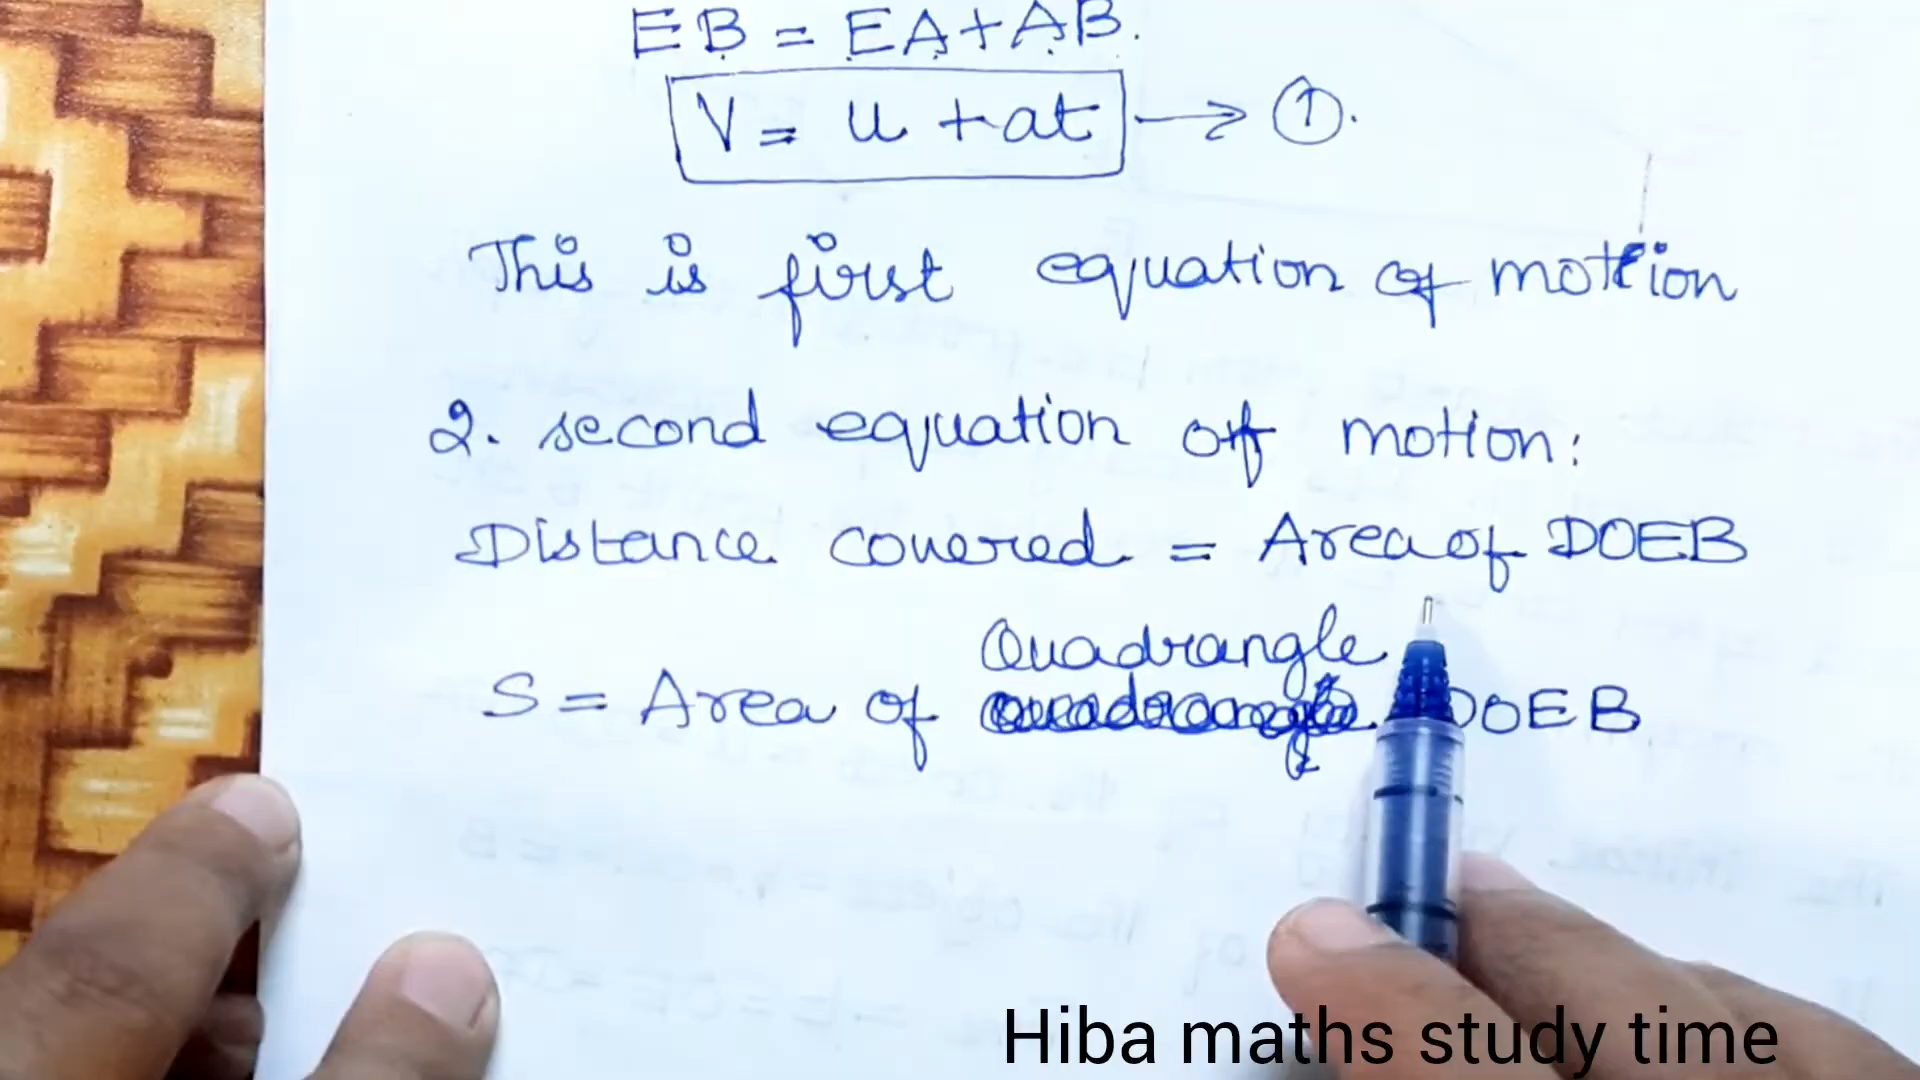 EB = EA+AB.
V = u + at → ①.
This is first equation of motion
2. second equation of motion:
Distance covered = Area of DOEB
Quadrangle
S = Area of DOEB
Hiba maths study time